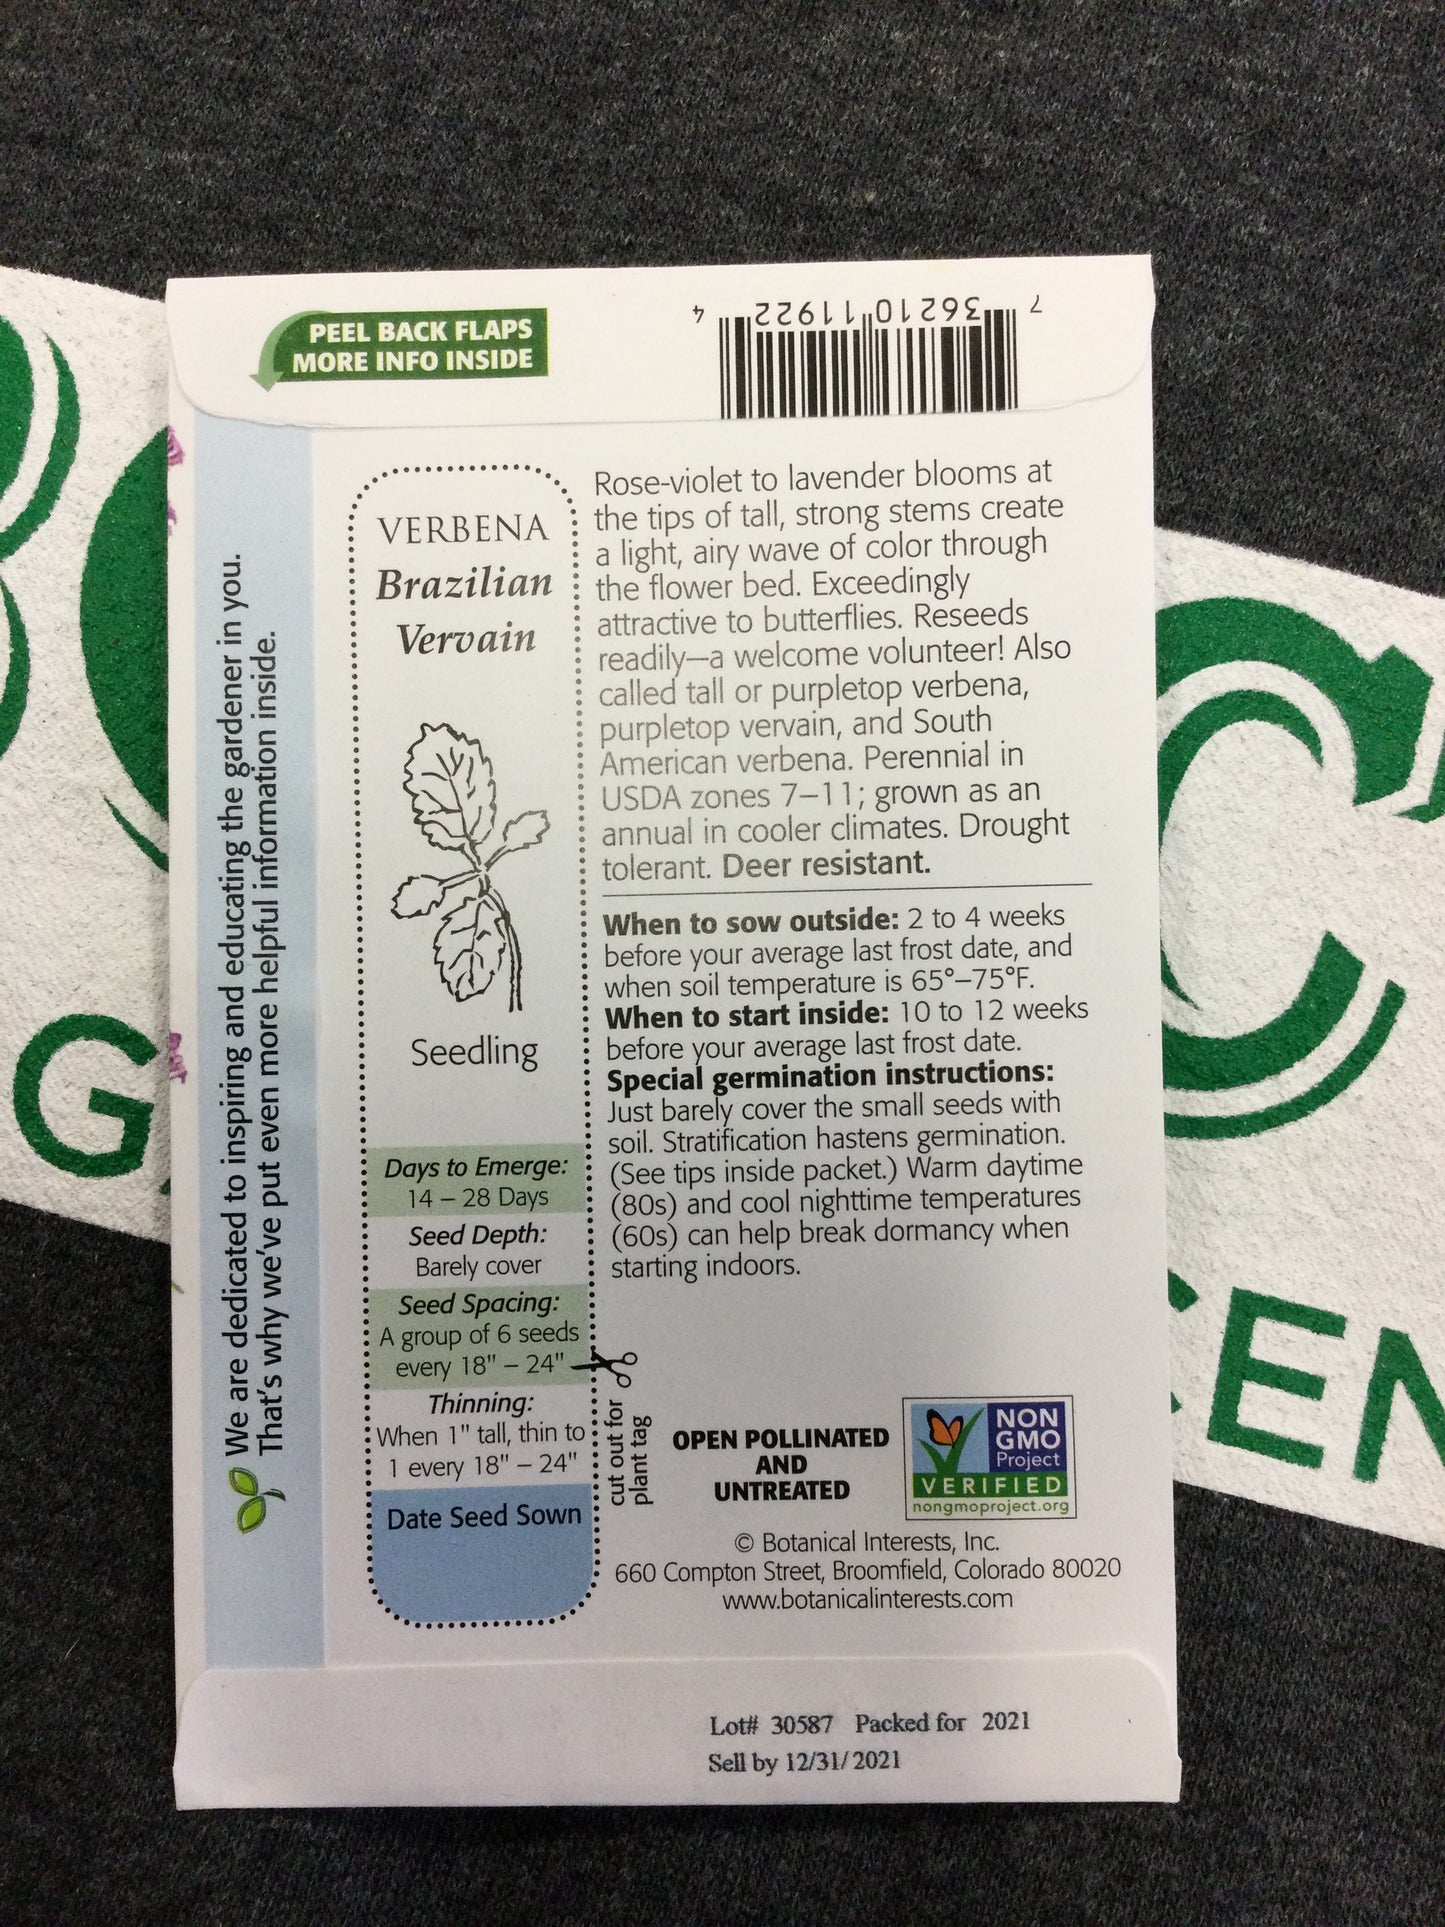 PEEL BACK FLAPS
MORE INFO INSIDE
7 36210 11922 4
We are dedicated to inspiring and educating the gardener in you.
That's why we've put even more helpful information inside.
VERBENA
Brazilian
Vervain
Seedling
Days to Emerge:
14 – 28 Days
Seed Depth:
Barely cover
Seed Spacing:
A group of 6 seeds
every 18" – 24"
Thinning:
When 1" tall, thin to
1 every 18" – 24"
Date Seed Sown
cut out for
plant tag
Rose-violet to lavender blooms at
the tips of tall, strong stems create
a light, airy wave of color through
the flower bed. Exceedingly
attractive to butterflies. Reseeds
readily—a welcome volunteer! Also
called tall or purpletop verbena,
purpletop vervain, and South
American verbena. Perennial in
USDA zones 7–11; grown as an
annual in cooler climates. Drought
tolerant. Deer resistant.
When to sow outside: 2 to 4 weeks
before your average last frost date, and
when soil temperature is 65°–75°F.
When to start inside: 10 to 12 weeks
before your average last frost date.
Special germination instructions:
Just barely cover the small seeds with
soil. Stratification hastens germination.
(See tips inside packet.) Warm daytime
(80s) and cool nighttime temperatures
(60s) can help break dormancy when
starting indoors.
OPEN POLLINATED
AND
UNTREATED
NON
GMO
Project
VERIFIED
nongmoproject.org
© Botanical Interests, Inc.
660 Compton Street, Broomfield, Colorado 80020
www.botanicalinterests.com
Lot# 30587 Packed for 2021
Sell by 12/31/2021